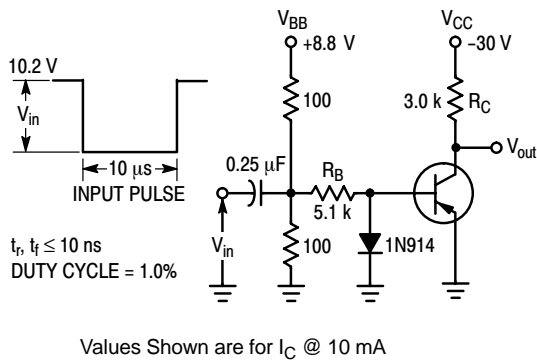 V_BB
+8.8 V
V_CC
−30 V
10.2 V
V_in
10 μs
INPUT PULSE
t_r, t_f ≤ 10 ns
DUTY CYCLE = 1.0%
100
3.0 k R_C
V_out
0.25 μF
R_B
5.1 k
V_in
100
1N914
Values Shown are for I_C @ 10 mA